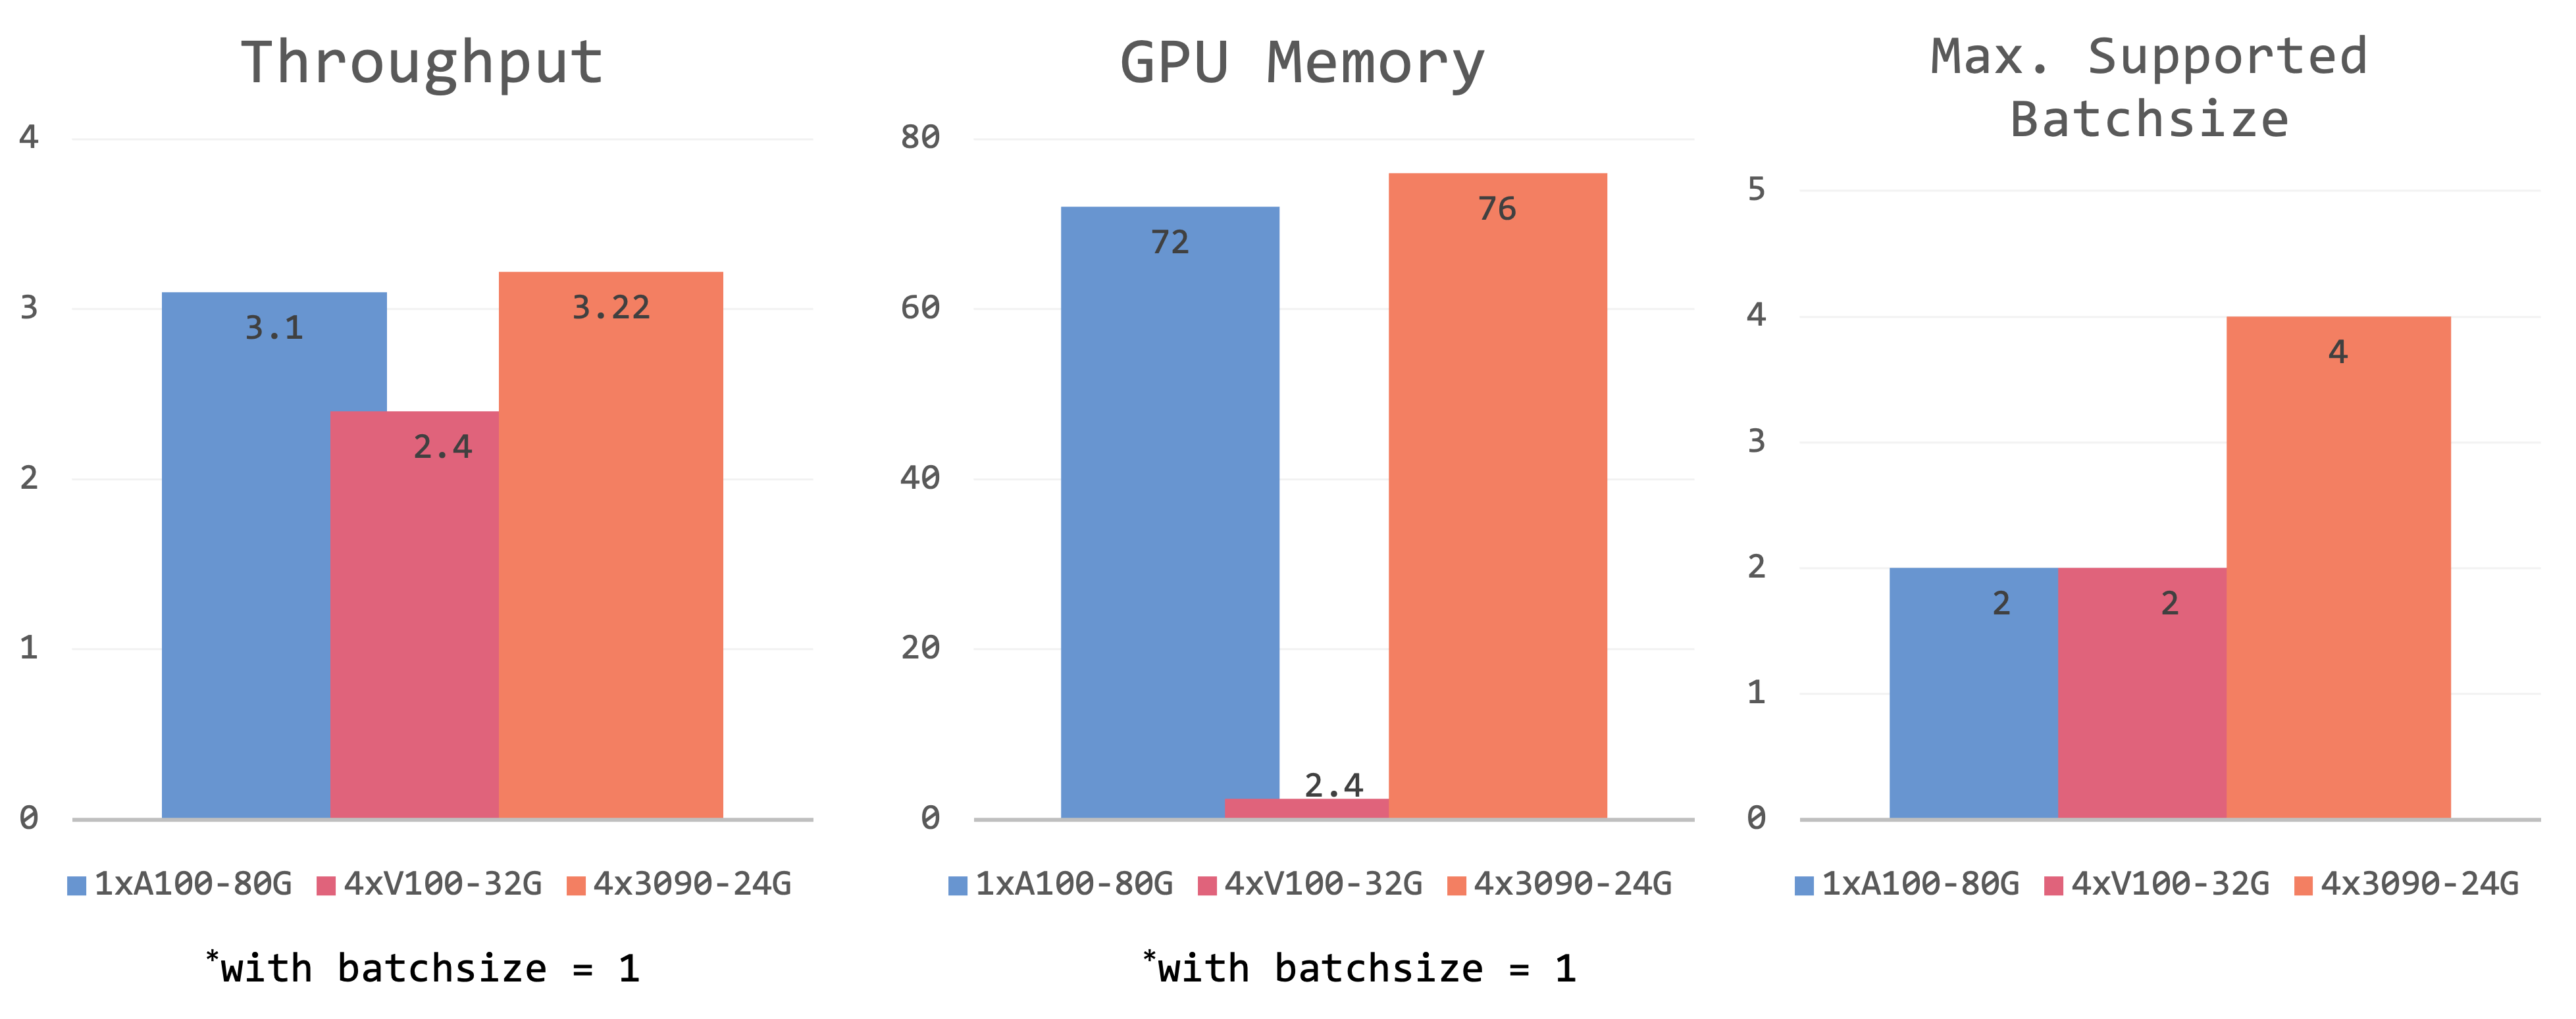 Throughput
4
3
2
1
0
3.1
2.4
3.22
1xA100-80G 4xV100-32G 4x3090-24G
*with batchsize = 1
GPU Memory
80
60
40
20
0
72
2.4
76
1xA100-80G 4xV100-32G 4x3090-24G
*with batchsize = 1
Max. Supported
Batchsize
5
4
3
2
1
0
2
2
4
1xA100-80G 4xV100-32G 4x3090-24G